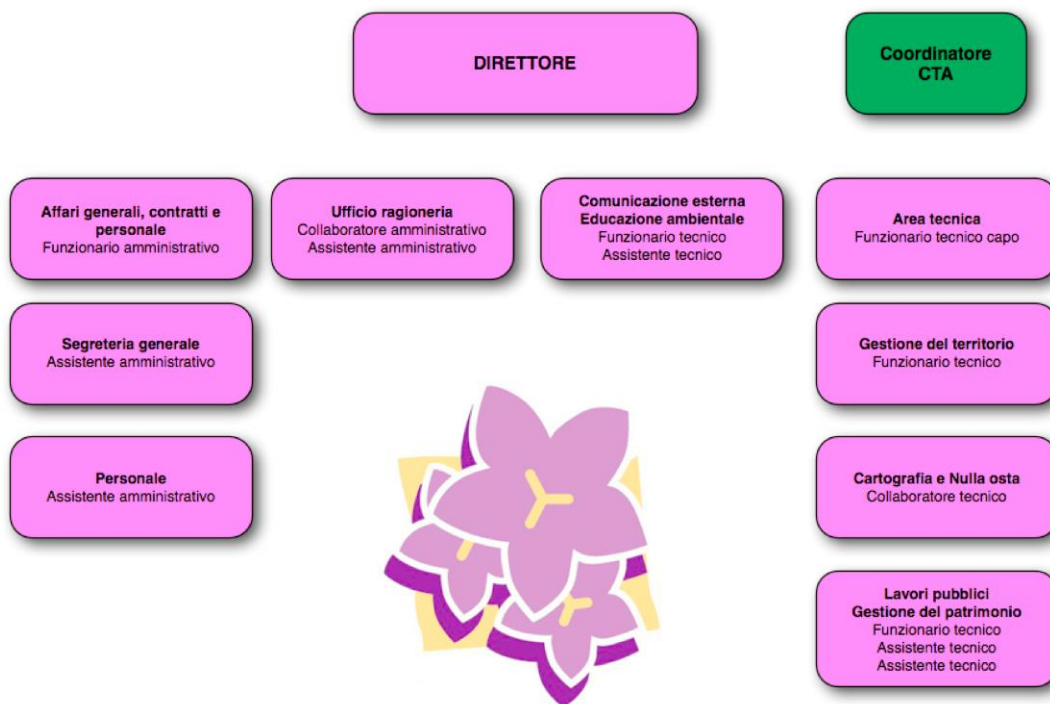 DIRETTORE
Coordinatore
CTA
Affari generali, contratti e
personale
Funzionario amministrativo
Ufficio ragioneria
Collaboratore amministrativo
Assistente amministrativo
Comunicazione esterna
Educazione ambientale
Funzionario tecnico
Assistente tecnico
Area tecnica
Funzionario tecnico capo
Segreteria generale
Assistente amministrativo
Gestione del territorio
Funzionario tecnico
Personale
Assistente amministrativo
Cartografia e Nulla osta
Collaboratore tecnico
Lavori pubblici
Gestione del patrimonio
Funzionario tecnico
Assistente tecnico
Assistente tecnico